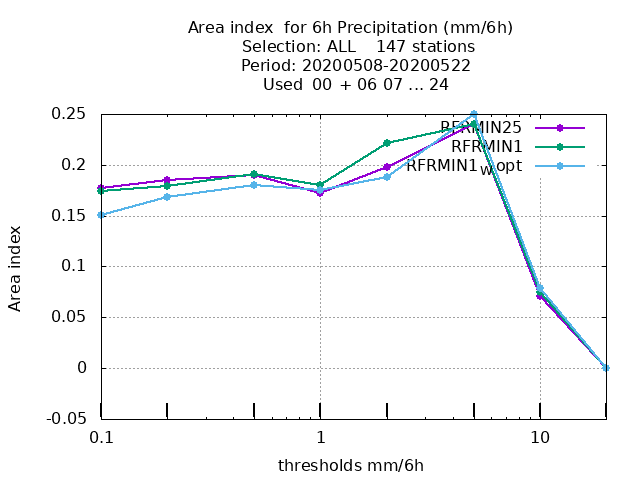 Area index  for 6h Precipitation (mm/6h)
Selection: ALL    147 stations
Period: 20200508-20200522
Used  00  + 06 07 ... 24
0.25
0.2
0.15
0.1
0.05
0
-0.05
0.1
1
10
Area index
thresholds mm/6h
RFRMIN25
RFRMIN1
RFRMIN1wopt